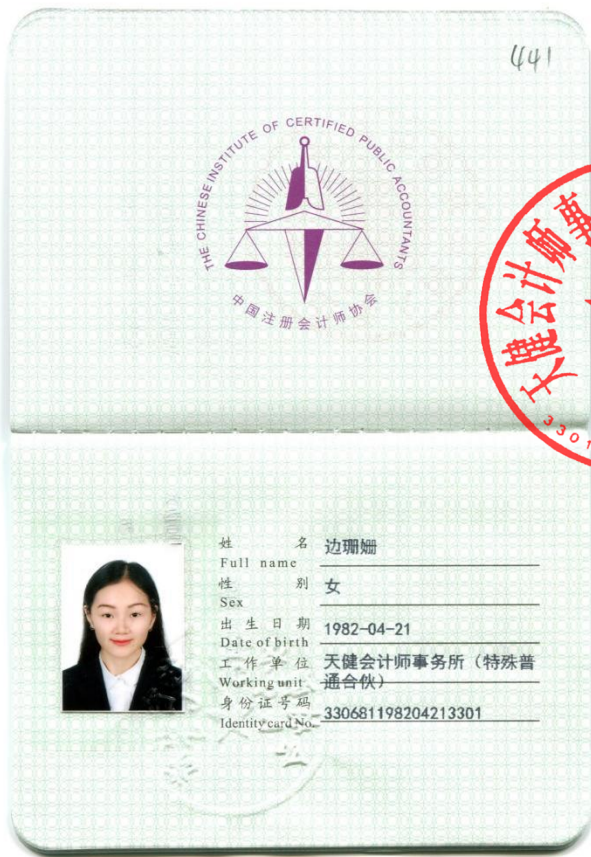 441
THE CHINESE INSTITUTE OF CERTIFIED PUBLIC ACCOUNTANTS
中国注册会计师协会
天健会计师事
3301
姓 名 边珊姗
Full name
性 别 女
Sex
出生日期 1982-04-21
Date of birth
工作单位 天健会计师事务所（特殊普
Working unit 通合伙）
身份证号码 330681198204213301
Identity card No.